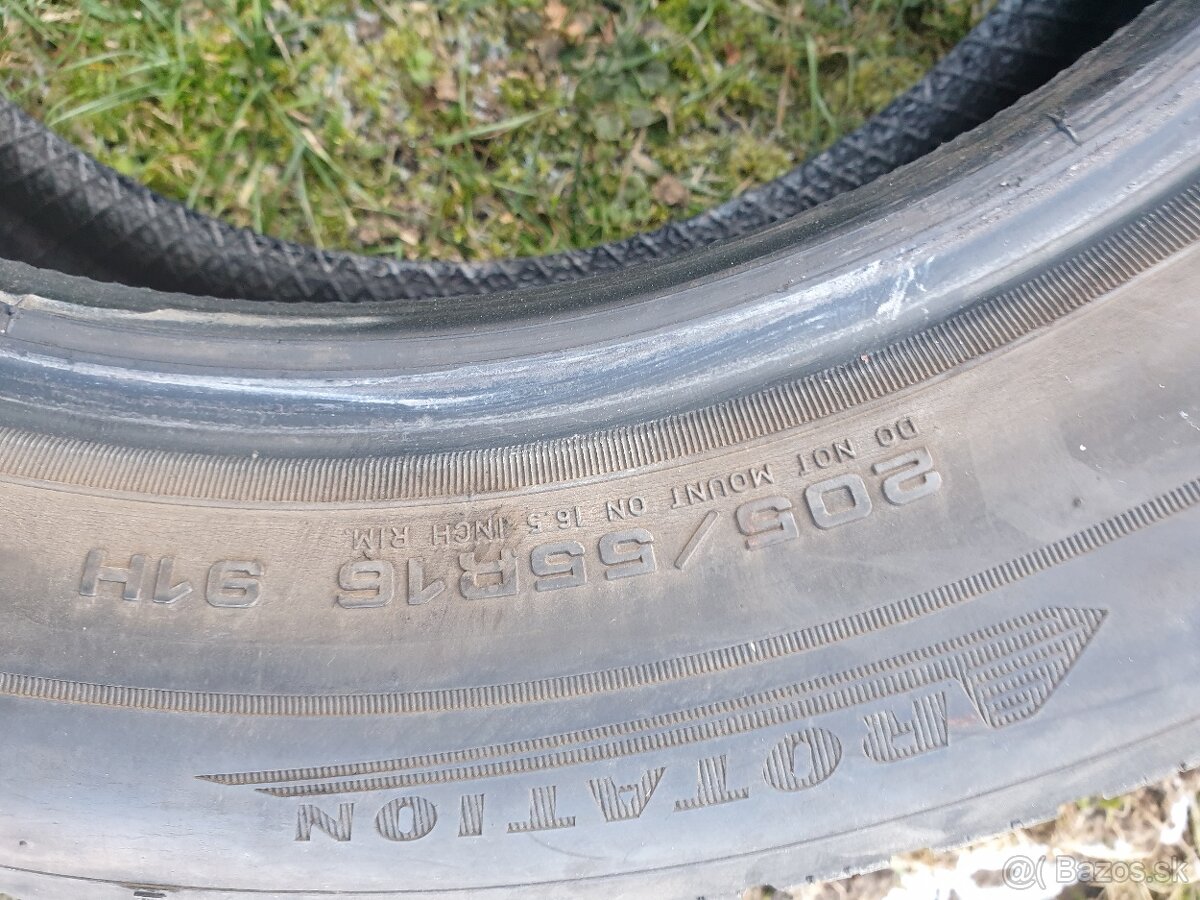 DO NOT MOUNT ON 16.5 INCH RIM.
205/55R16 91H
ROTATION
@( Bazos.sk